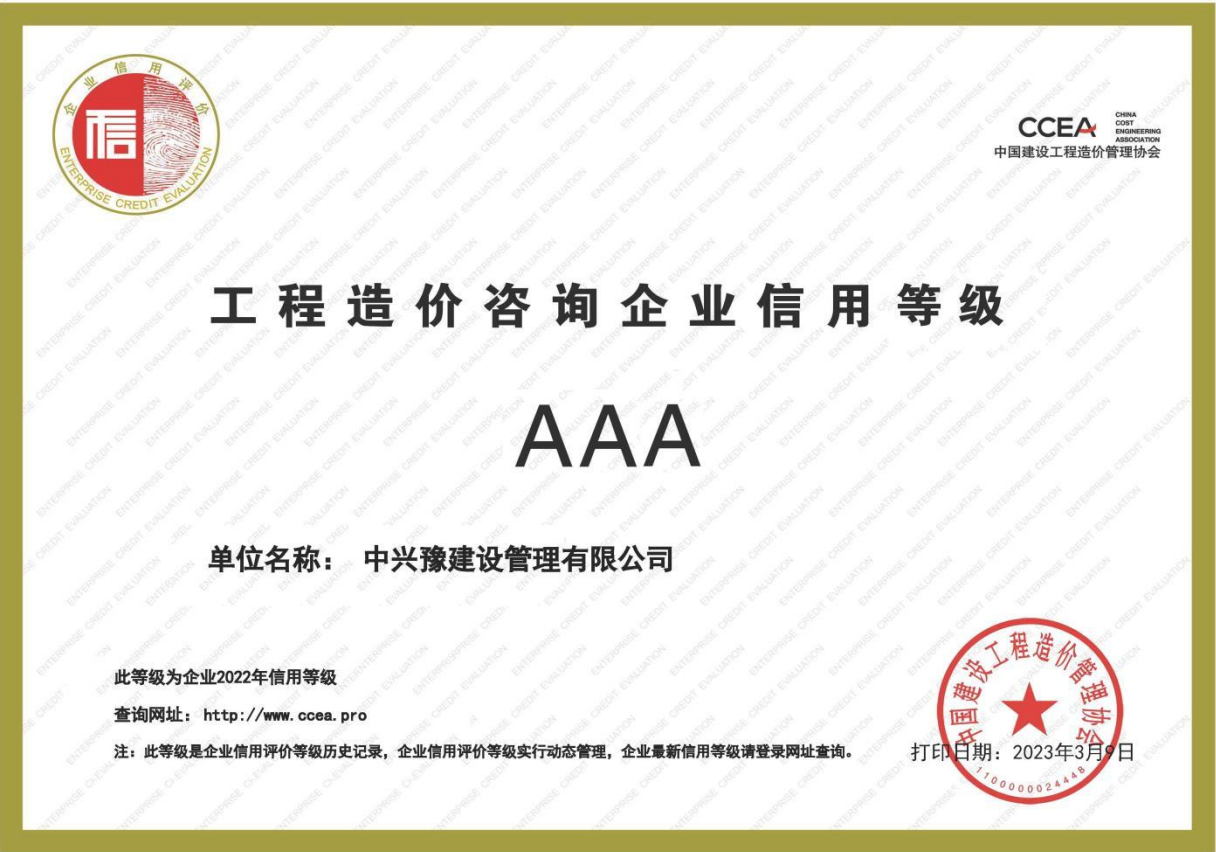 企业信用评价
信
ENTERPRISE CREDIT EVALUATION
CCEA
CHINA
COST
ENGINEERING
ASSOCIATION
中国建设工程造价管理协会
工程造价咨询企业信用等级
AAA
单位名称： 中兴豫建设管理有限公司
此等级为企业2022年信用等级
查询网址：http://www.ccea.pro
注：此等级是企业信用评价等级历史记录，企业信用评价等级实行动态管理，企业最新信用等级请登录网址查询。
中国建设工程造价管理协会
打印日期：2023年3月9日
1100000024448